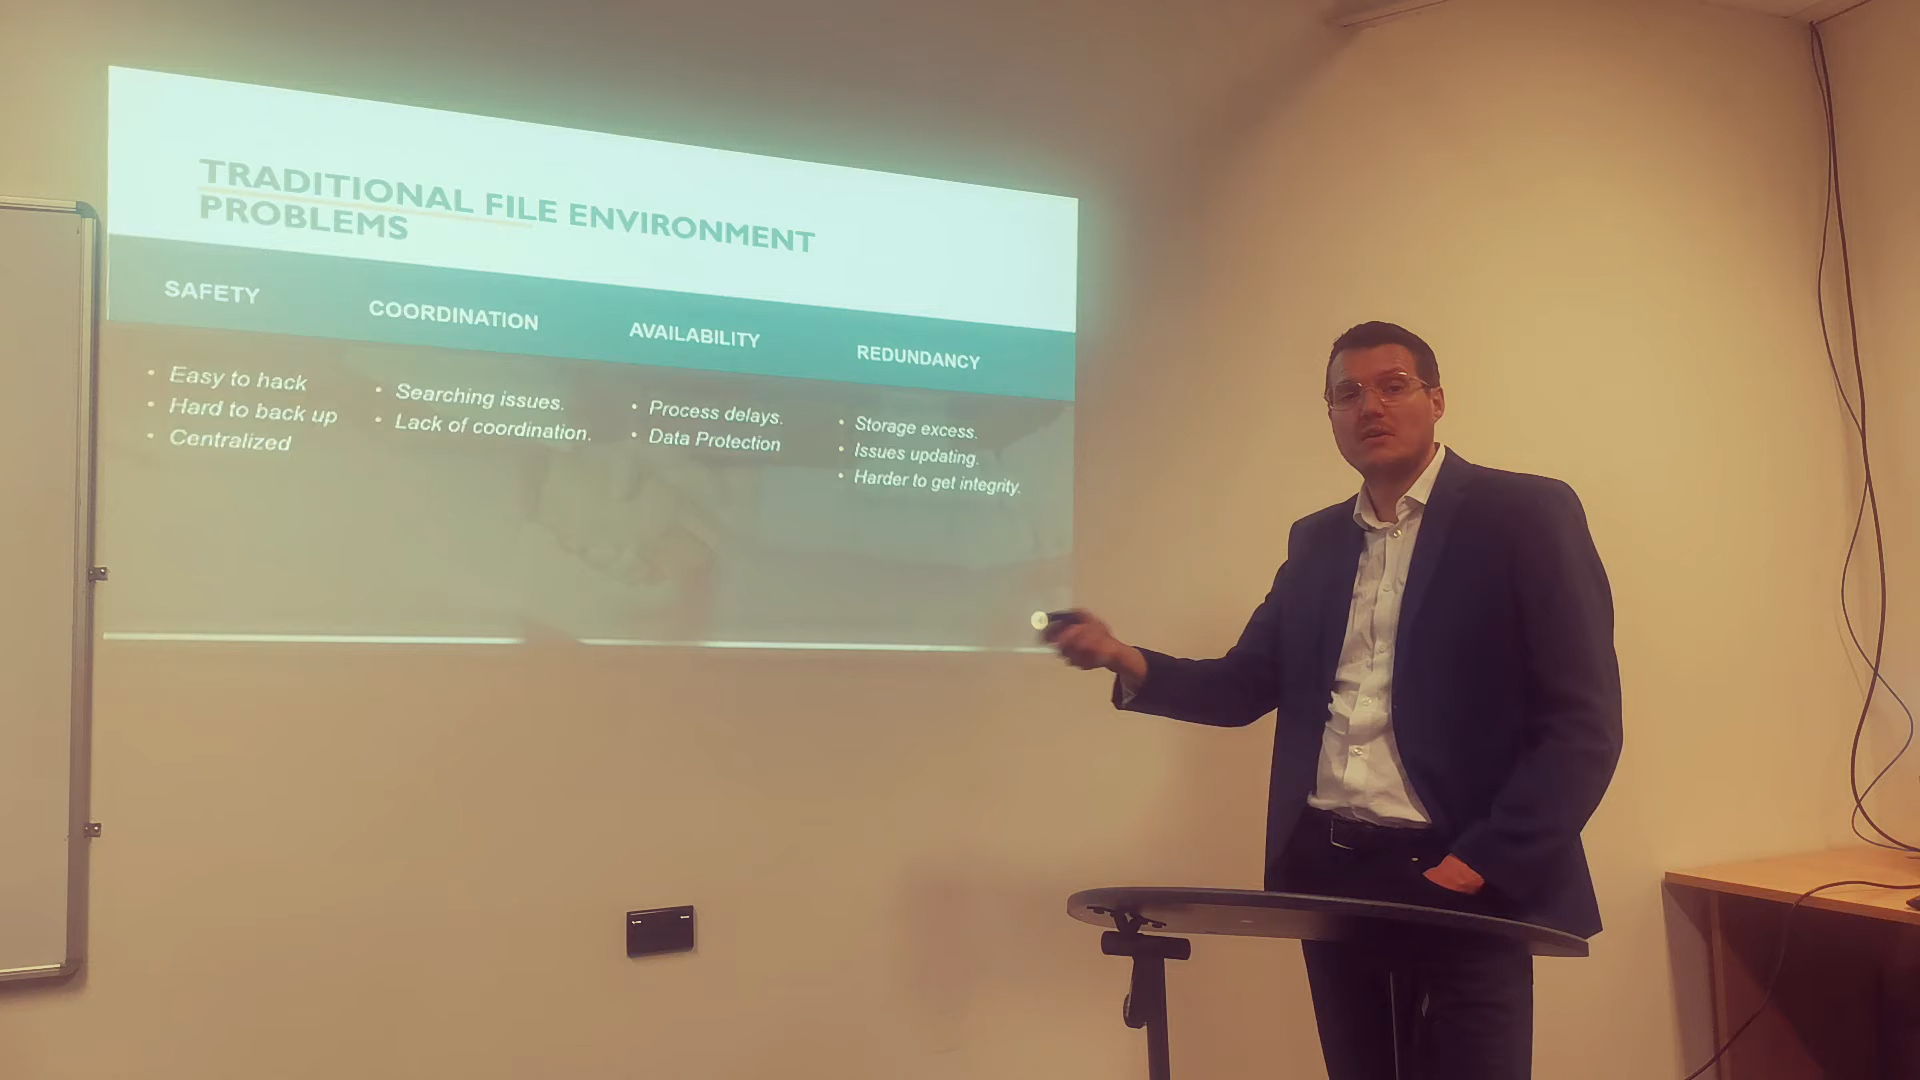 TRADITIONAL FILE ENVIRONMENT
PROBLEMS
SAFETY
• Easy to hack
• Hard to back up
• Centralized
COORDINATION
• Searching issues.
• Lack of coordination.
AVAILABILITY
• Process delays.
• Data Protection
REDUNDANCY
• Storage excess.
• Issues updating.
• Harder to get integrity.